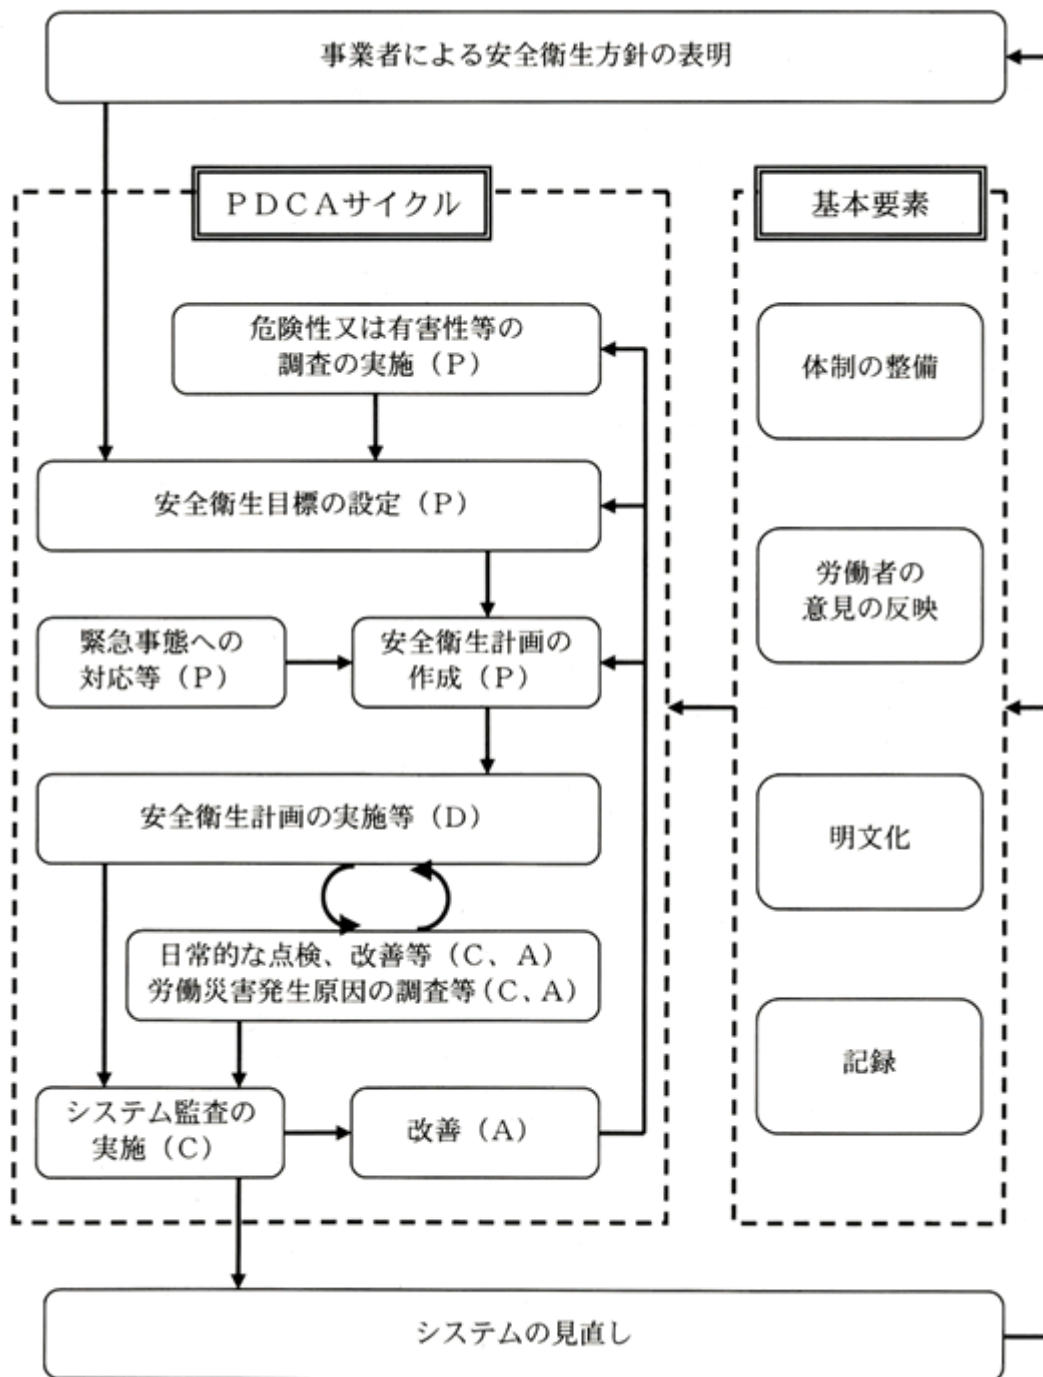 事業者による安全衛生方針の表明
PDCAサイクル
基本要素
危険性又は有害性等の
調査の実施(P)
体制の整備
安全衛生目標の設定(P)
労働者の
意見の反映
緊急事態への
対応等(P)
安全衛生計画の
作成(P)
安全衛生計画の実施等(D)
明文化
日常的な点検、改善等(C、A)
労働災害発生原因の調査等(C、A)
記録
システム監査の
実施(C)
改善(A)
システムの見直し